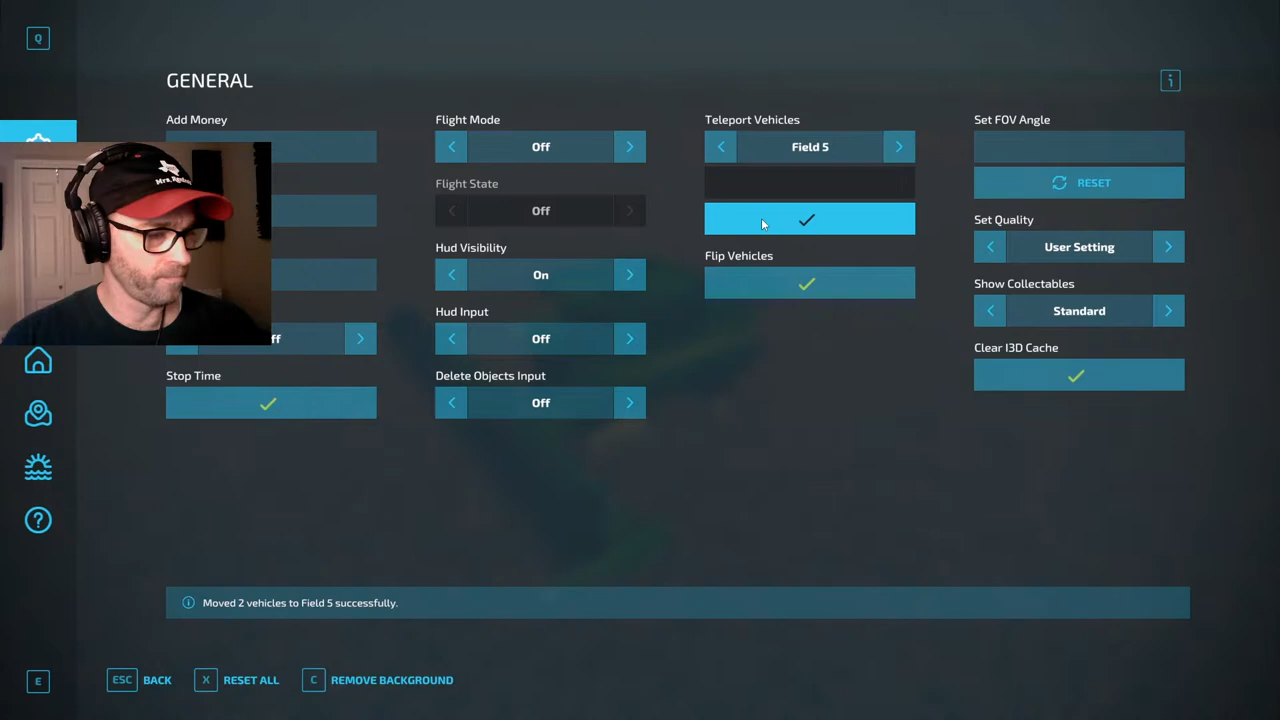 Q
GENERAL
Add Money
Stop Time
Flight Mode
Off
Flight State
Off
Hud Visibility
On
Hud Input
Off
Delete Objects Input
Off
Teleport Vehicles
Field 5
Flip Vehicles
Set FOV Angle
RESET
Set Quality
User Setting
Show Collectables
Standard
Clear I3D Cache
Moved 2 vehicles to Field 5 successfully.
E
ESC BACK X RESET ALL C REMOVE BACKGROUND